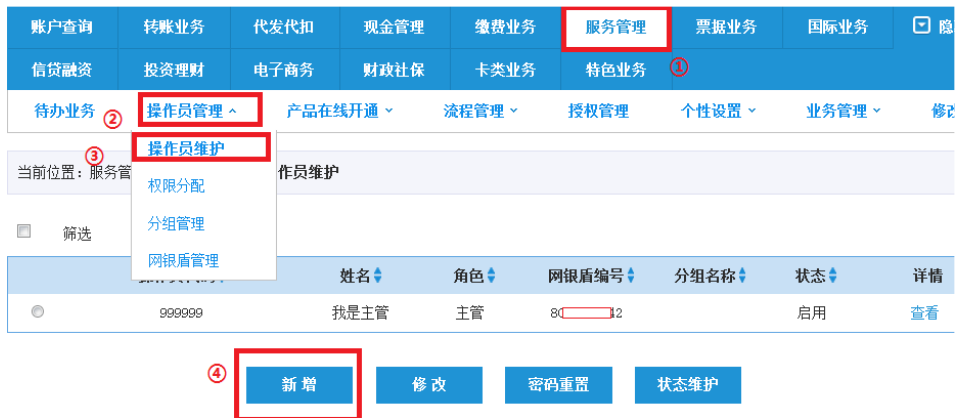 账户查询 转账业务 代发代扣 现金管理 缴费业务 服务管理 票据业务 国际业务 隐
信贷融资 投资理财 电子商务 财政社保 卡类业务 特色业务 ①
待办业务 ② 操作员管理 产品在线开通 流程管理 授权管理 个性设置 业务管理 修改
③ 操作员维护
当前位置：服务管 作员维护
权限分配
筛选 分组管理
网银盾管理
姓名 角色 网银盾编号 分组名称 状态 详情
999999 我是主管 主管 80 42 启用 查看
④ 新增 修改 密码重置 状态维护